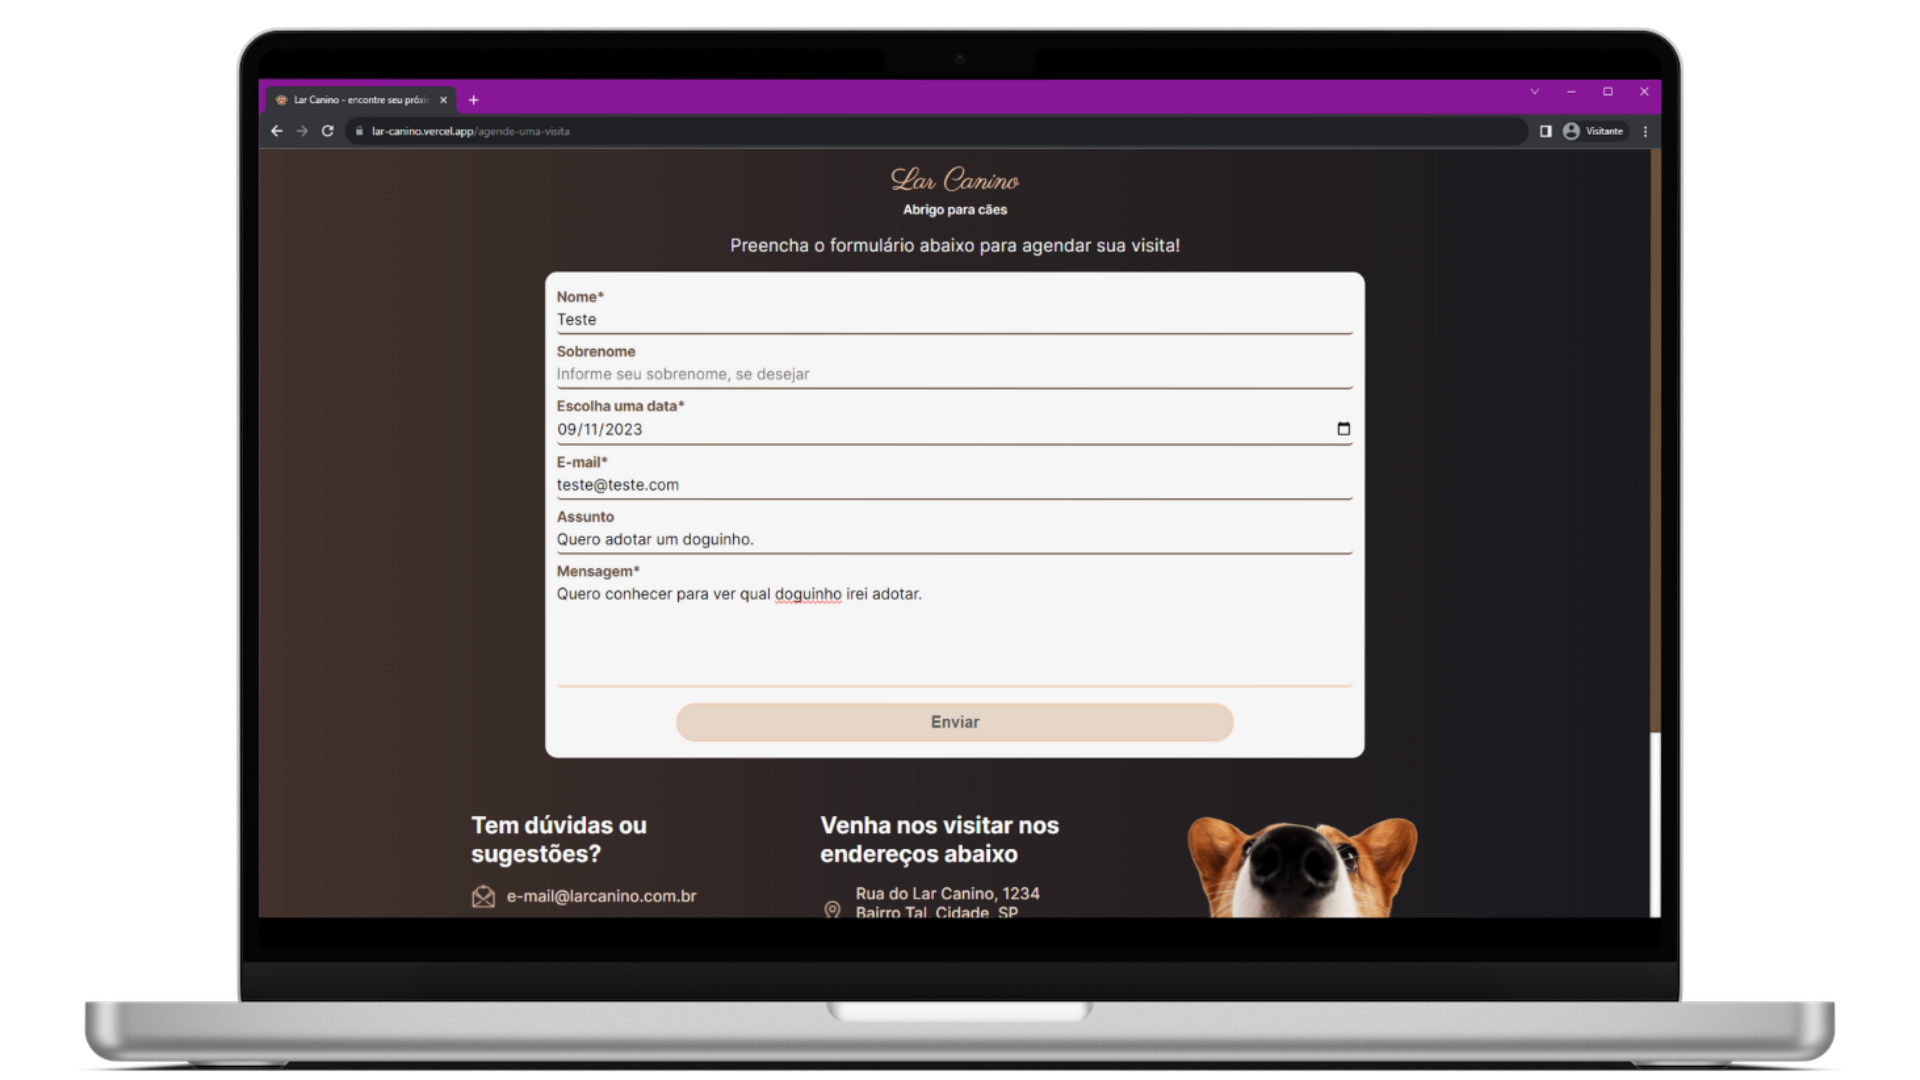 Lar Canino - encontre seu próxi
lar-canino.vercel.app/agende-uma-visita
Visitante
Lar Canino
Abrigo para cães
Preencha o formulário abaixo para agendar sua visita!
Nome*
Teste
Sobrenome
Informe seu sobrenome, se desejar
Escolha uma data*
09/11/2023
E-mail*
teste@teste.com
Assunto
Quero adotar um doguinho.
Mensagem*
Quero conhecer para ver qual doguinho irei adotar.
Enviar
Tem dúvidas ou
sugestões?
e-mail@larcanino.com.br
Venha nos visitar nos
endereços abaixo
Rua do Lar Canino, 1234
Bairro Tal, Cidade, SP